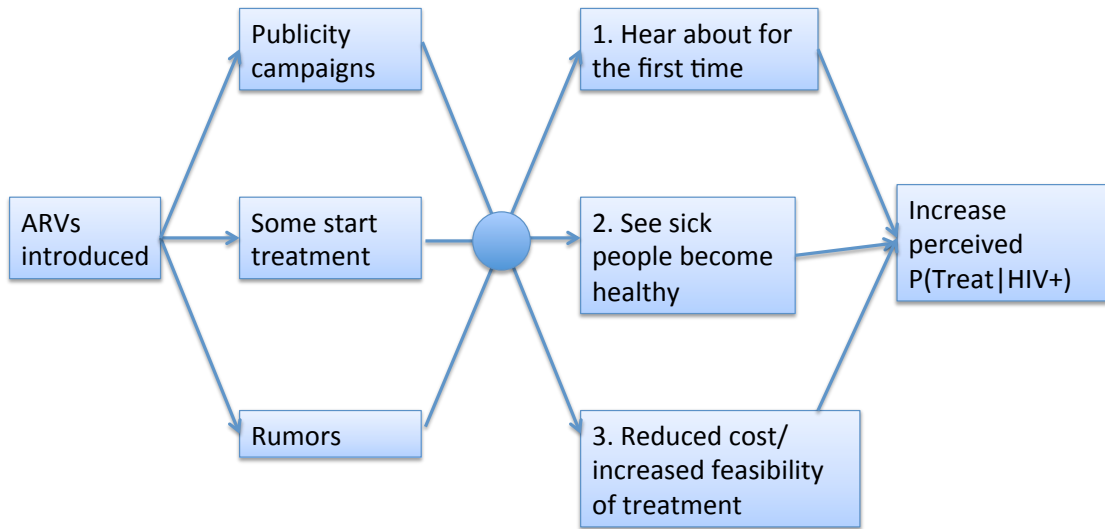 ARVs
introduced
Publicity
campaigns
Some start
treatment
Rumors
1. Hear about for
the first time
2. See sick
people become
healthy
3. Reduced cost/
increased feasibility
of treatment
Increase
perceived
P(Treat|HIV+)